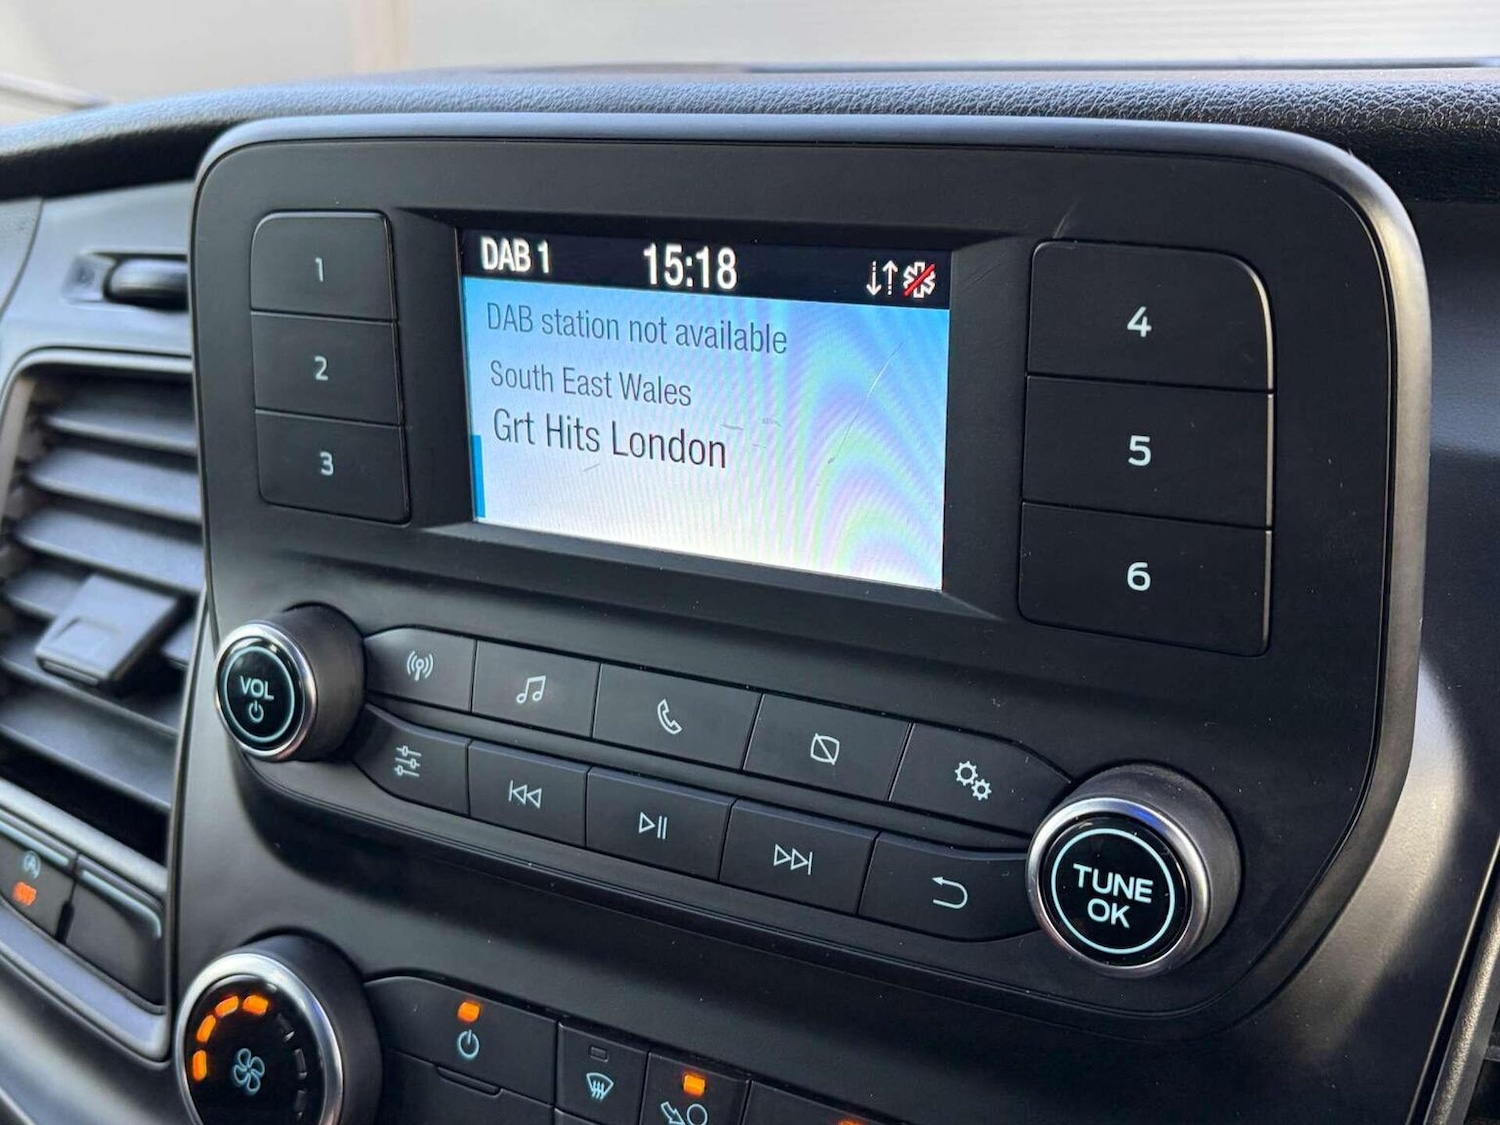 DAB 1 15:18
DAB station not available
South East Wales
Grt Hits London
1
2
3
4
5
6
VOL
TUNE
OK
(A)
OFF